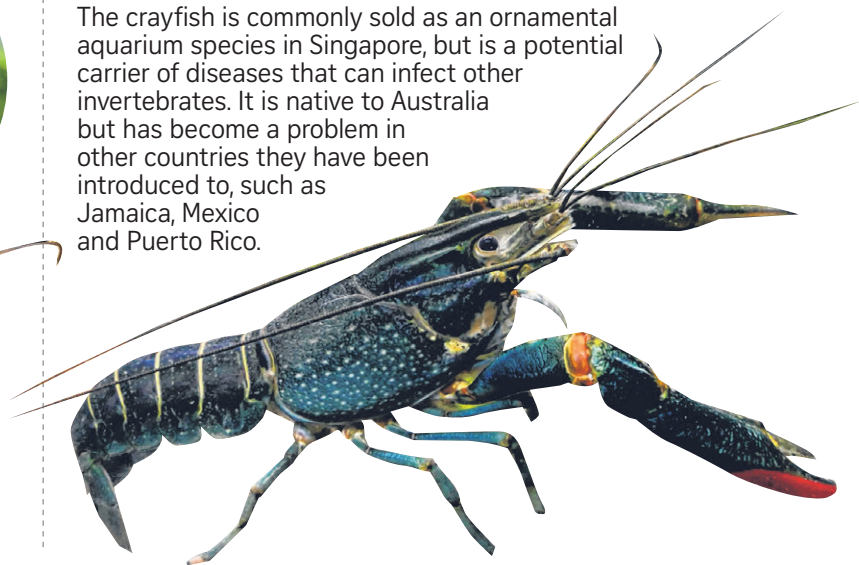 The crayfish is commonly sold as an ornamental
aquarium species in Singapore, but is a potential
carrier of diseases that can infect other
invertebrates. It is native to Australia
but has become a problem in
other countries they have been
introduced to, such as
Jamaica, Mexico
and Puerto Rico.